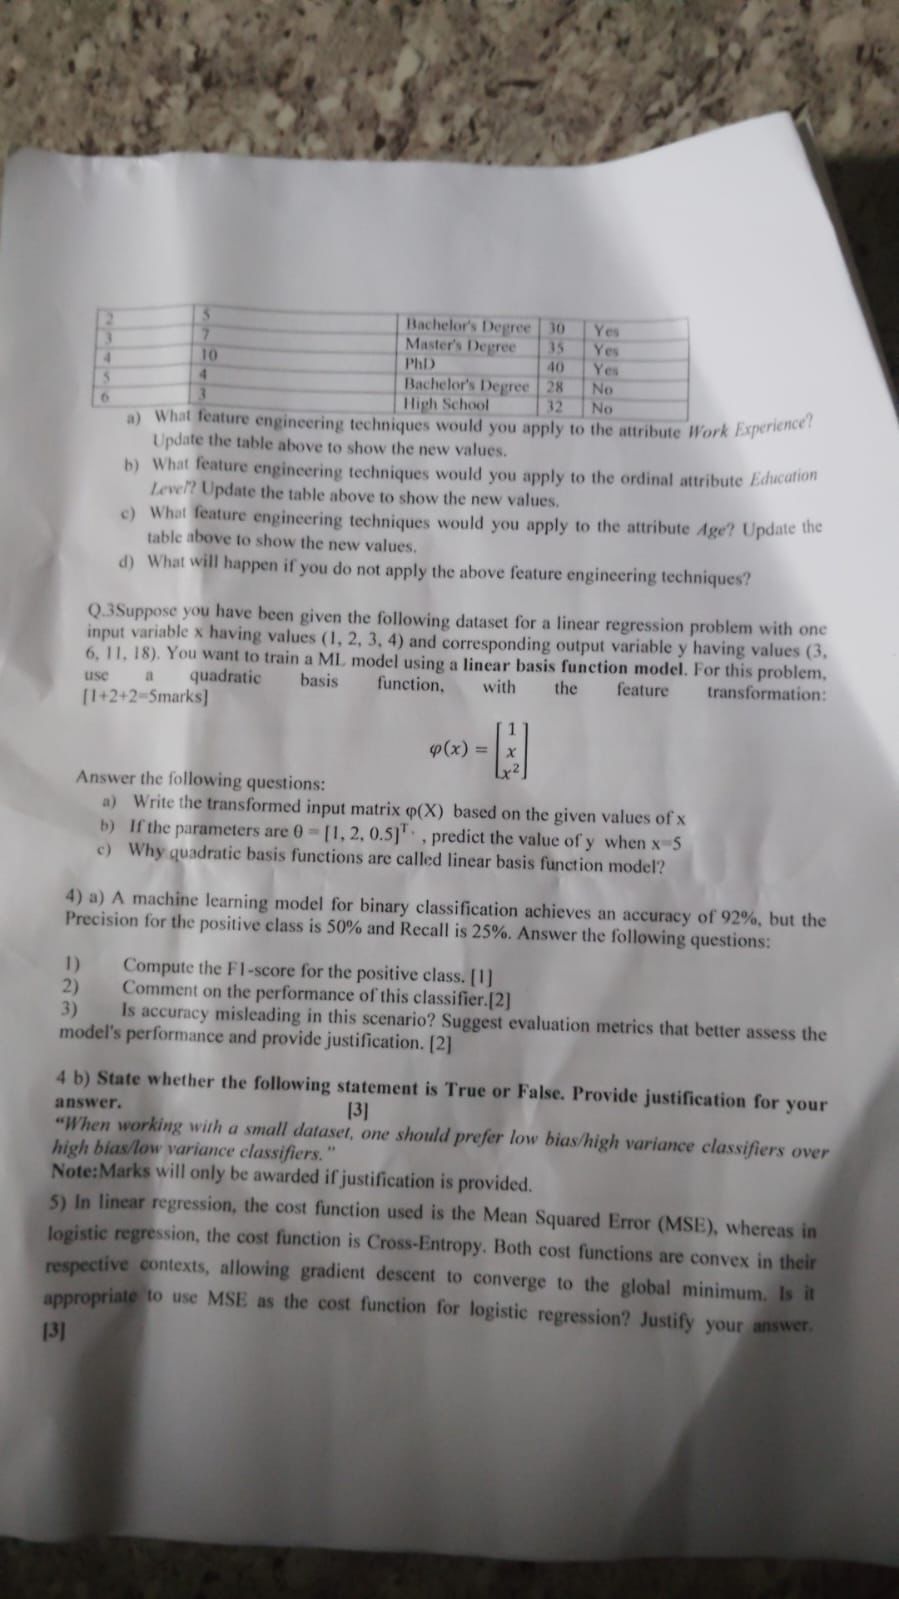 2 5 Bachelor's Degree 30 Yes
3 7 Master's Degree 35 Yes
4 10 PhD 40 Yes
5 4 Bachelor's Degree 28 No
6 3 High School 32 No
a) What feature engineering techniques would you apply to the attribute Work Experience?
Update the table above to show the new values.
b) What feature engineering techniques would you apply to the ordinal attribute Education
Level? Update the table above to show the new values.
c) What feature engineering techniques would you apply to the attribute Age? Update the
table above to show the new values.
d) What will happen if you do not apply the above feature engineering techniques?
Q.3Suppose you have been given the following dataset for a linear regression problem with one
input variable x having values (1, 2, 3, 4) and corresponding output variable y having values (3,
6, 11, 18). You want to train a ML model using a linear basis function model. For this problem,
use a quadratic basis function, with the feature transformation:
[1+2+2=5marks]
φ(x) = [1 x x²]
Answer the following questions:
a) Write the transformed input matrix φ(X) based on the given values of x
b) If the parameters are θ = [1, 2, 0.5]ᵀ , predict the value of y when x=5
c) Why quadratic basis functions are called linear basis function model?
4) a) A machine learning model for binary classification achieves an accuracy of 92%, but the
Precision for the positive class is 50% and Recall is 25%. Answer the following questions:
1) Compute the F1-score for the positive class. [1]
2) Comment on the performance of this classifier.[2]
3) Is accuracy misleading in this scenario? Suggest evaluation metrics that better assess the
model's performance and provide justification. [2]
4 b) State whether the following statement is True or False. Provide justification for your
answer. [3]
"When working with a small dataset, one should prefer low bias/high variance classifiers over
high bias/low variance classifiers."
Note:Marks will only be awarded if justification is provided.
5) In linear regression, the cost function used is the Mean Squared Error (MSE), whereas in
logistic regression, the cost function is Cross-Entropy. Both cost functions are convex in their
respective contexts, allowing gradient descent to converge to the global minimum. Is it
appropriate to use MSE as the cost function for logistic regression? Justify your answer.
[3]